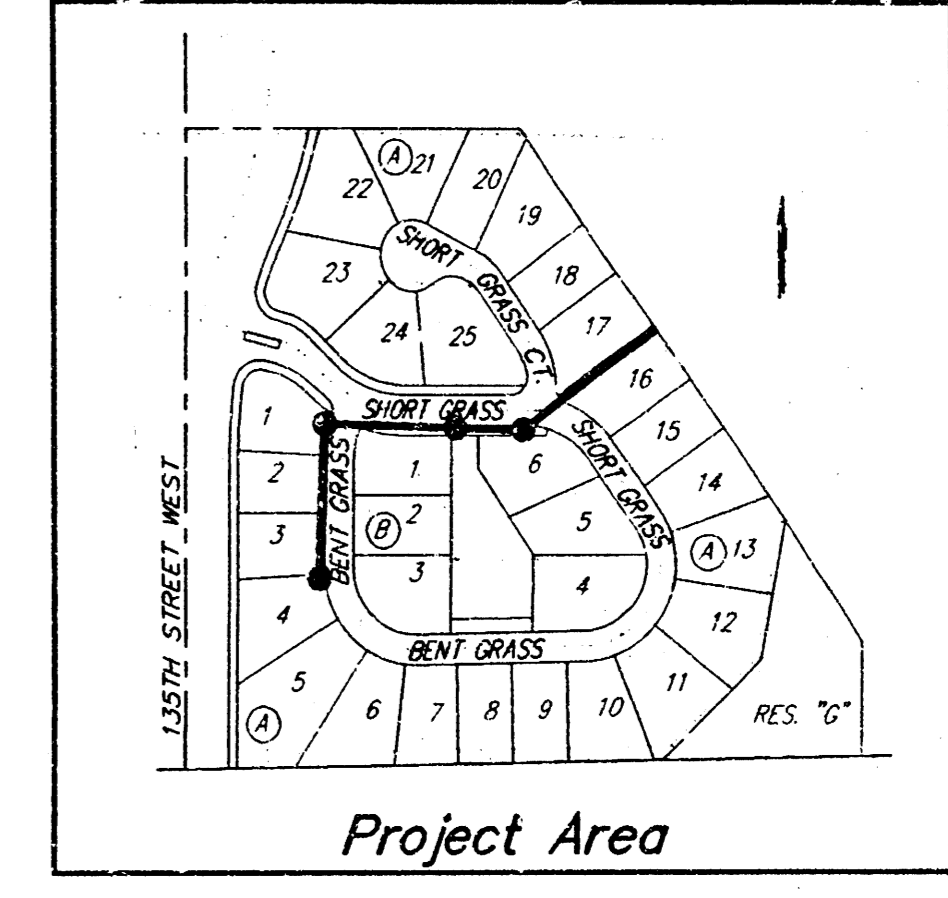 A 21
20
22
19
SHORT GRASS CT.
23
18
24
25
17
16
SHORT GRASS
1
15
2
1
6
SHORT GRASS
14
3
BENT GRASS
B
2
5
A 13
3
4
4
12
135TH STREET WEST
BENT GRASS
5
6
7
8
9
10
11
RES. "G"
A
Project Area